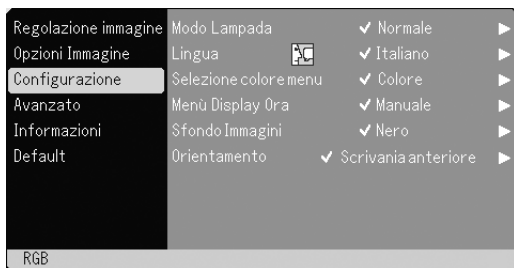 Regolazione immagine Modo Lampada ✓ Normale ▶
Opzioni Immagine Lingua ✓ Italiano ▶
Configurazione Selezione colore menu ✓ Colore ▶
Avanzato Menù Display Ora ✓ Manuale ▶
Informazioni Sfondo Immagini ✓ Nero ▶
Default Orientamento ✓ Scrivania anteriore ▶
RGB